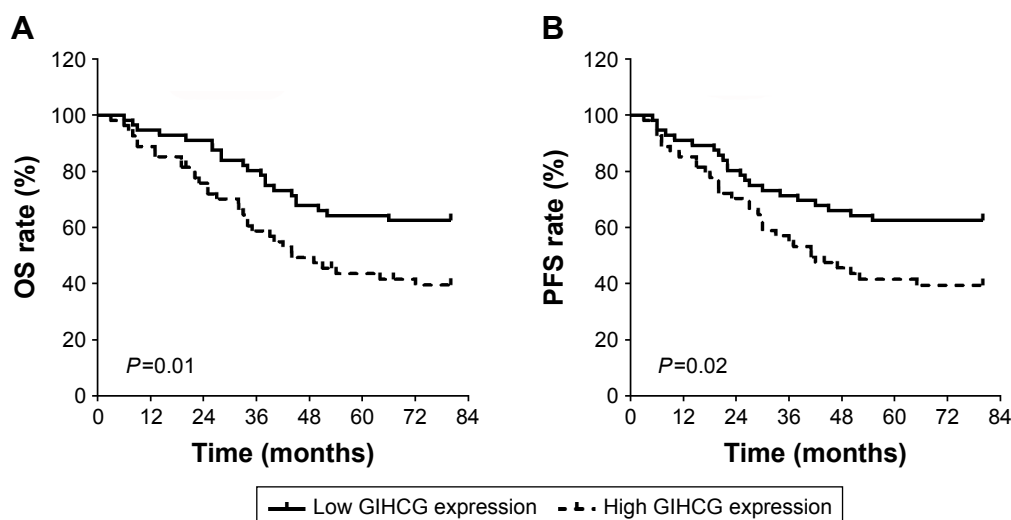 A
120
100
80
60
40
20
0
OS rate (%)
P=0.01
0 12 24 36 48 60 72 84
Time (months)
B
120
100
80
60
40
20
0
PFS rate (%)
P=0.02
0 12 24 36 48 60 72 84
Time (months)
Low GIHCG expression High GIHCG expression